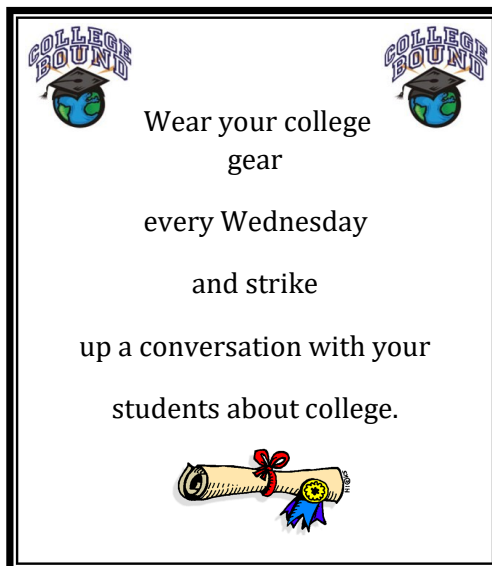 COLLEGE BOUND
COLLEGE BOUND
Wear your college
gear
every Wednesday
and strike
up a conversation with your
students about college.